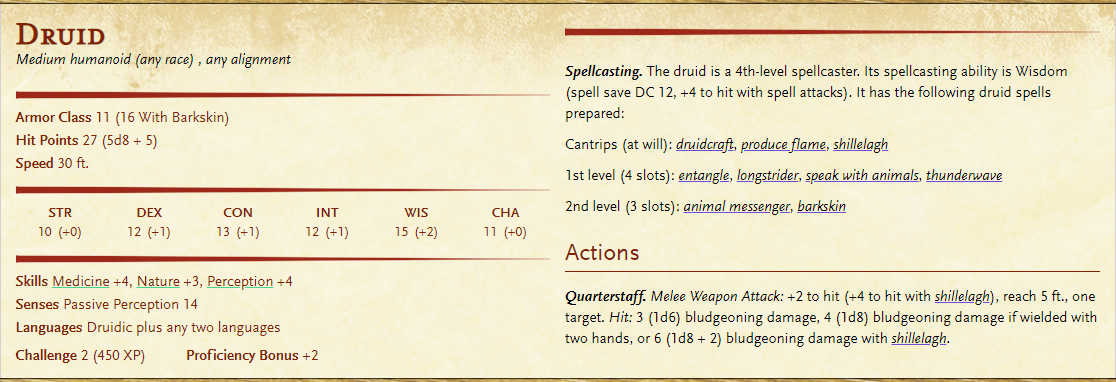 Druid
Medium humanoid (any race) , any alignment
Armor Class 11 (16 With Barkskin)
Hit Points 27 (5d8 + 5)
Speed 30 ft.
STR DEX CON INT WIS CHA
10 (+0) 12 (+1) 13 (+1) 12 (+1) 15 (+2) 11 (+0)
Skills Medicine +4, Nature +3, Perception +4
Senses Passive Perception 14
Languages Druidic plus any two languages
Challenge 2 (450 XP) Proficiency Bonus +2
Spellcasting. The druid is a 4th-level spellcaster. Its spellcasting ability is Wisdom
(spell save DC 12, +4 to hit with spell attacks). It has the following druid spells
prepared:
Cantrips (at will): druidcraft, produce flame, shillelagh
1st level (4 slots): entangle, longstrider, speak with animals, thunderwave
2nd level (3 slots): animal messenger, barkskin
Actions
Quarterstaff. Melee Weapon Attack: +2 to hit (+4 to hit with shillelagh), reach 5 ft., one
target. Hit: 3 (1d6) bludgeoning damage, 4 (1d8) bludgeoning damage if wielded with
two hands, or 6 (1d8 + 2) bludgeoning damage with shillelagh.